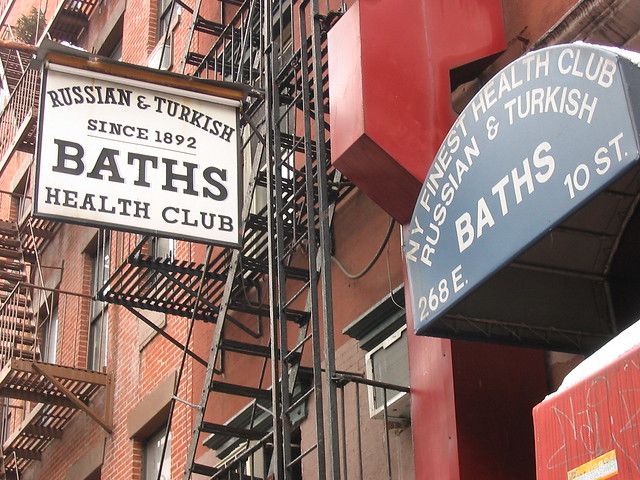 RUSSIAN & TURKISH
SINCE 1892
BATHS
HEALTH CLUB
NY FINEST HEALTH CLUB
RUSSIAN & TURKISH
BATHS
268 E. 10 ST.